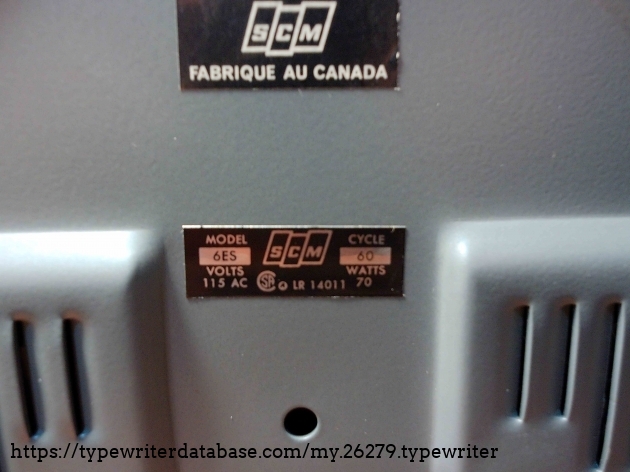 SCM
FABRIQUE AU CANADA
MODEL SCM CYCLE
6ES 60
VOLTS WATTS
115 AC SA LR 14011 70
https://typewriterdatabase.com/my.26279.typewriter